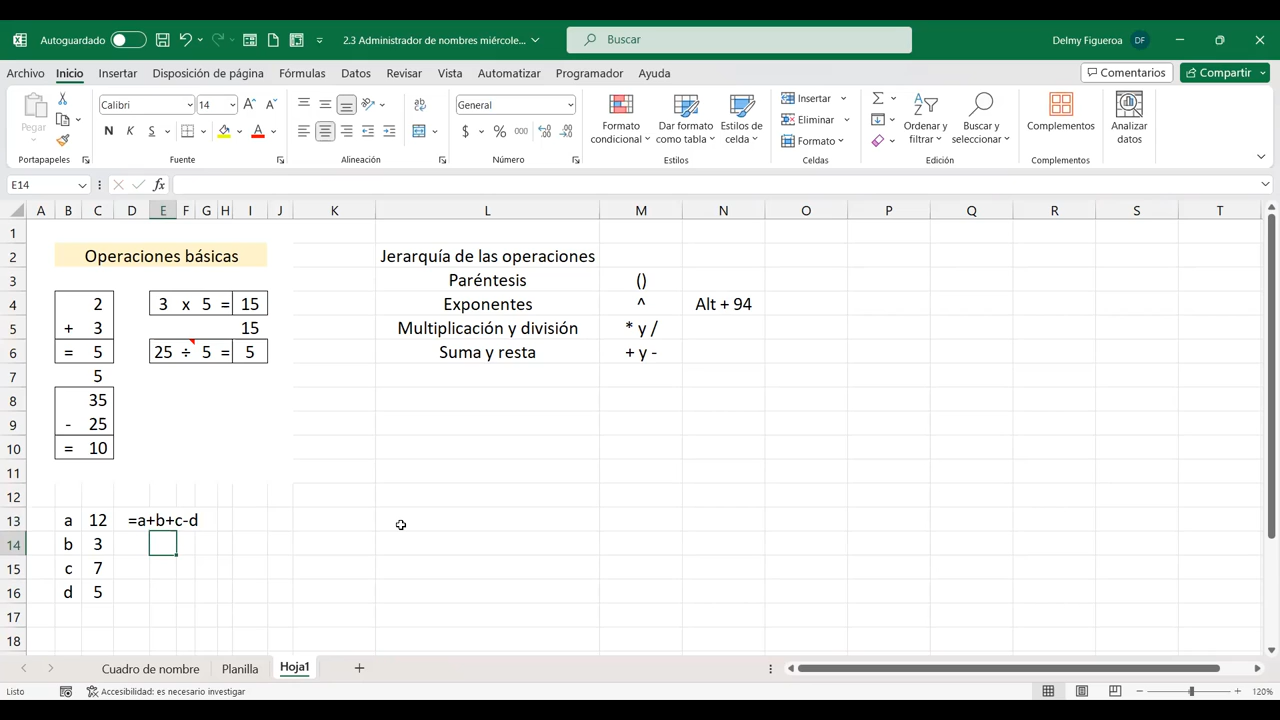 Autoguardado 2.3 Administrador de nombres miércole... Buscar Delmy Figueroa DF
Archivo Inicio Insertar Disposición de página Fórmulas Datos Revisar Vista Automatizar Programador Ayuda Comentarios Compartir
Pegar Calibri 14 General Formato condicional Dar formato como tabla Estilos de celda Insertar Eliminar Formato Ordenar y filtrar Buscar y seleccionar Complementos Analizar datos
N K S $ % 000
Portapapeles Fuente Alineación Número Estilos Celdas Edición Complementos
E14 fx
A B C D E F G H I J K L M N O P Q R S T
1
2 Operaciones básicas Jerarquía de las operaciones
3 Paréntesis ()
4 2 3 x 5 = 15 Exponentes ^ Alt + 94
5 + 3 15 Multiplicación y división * y /
6 = 5 25 ÷ 5 = 5 Suma y resta + y -
7 5
8 35
9 - 25
10 = 10
11
12
13 a 12 =a+b+c-d
14 b 3
15 c 7
16 d 5
17
18
Cuadro de nombre Planilla Hoja1
Listo Accesibilidad: es necesario investigar 120%